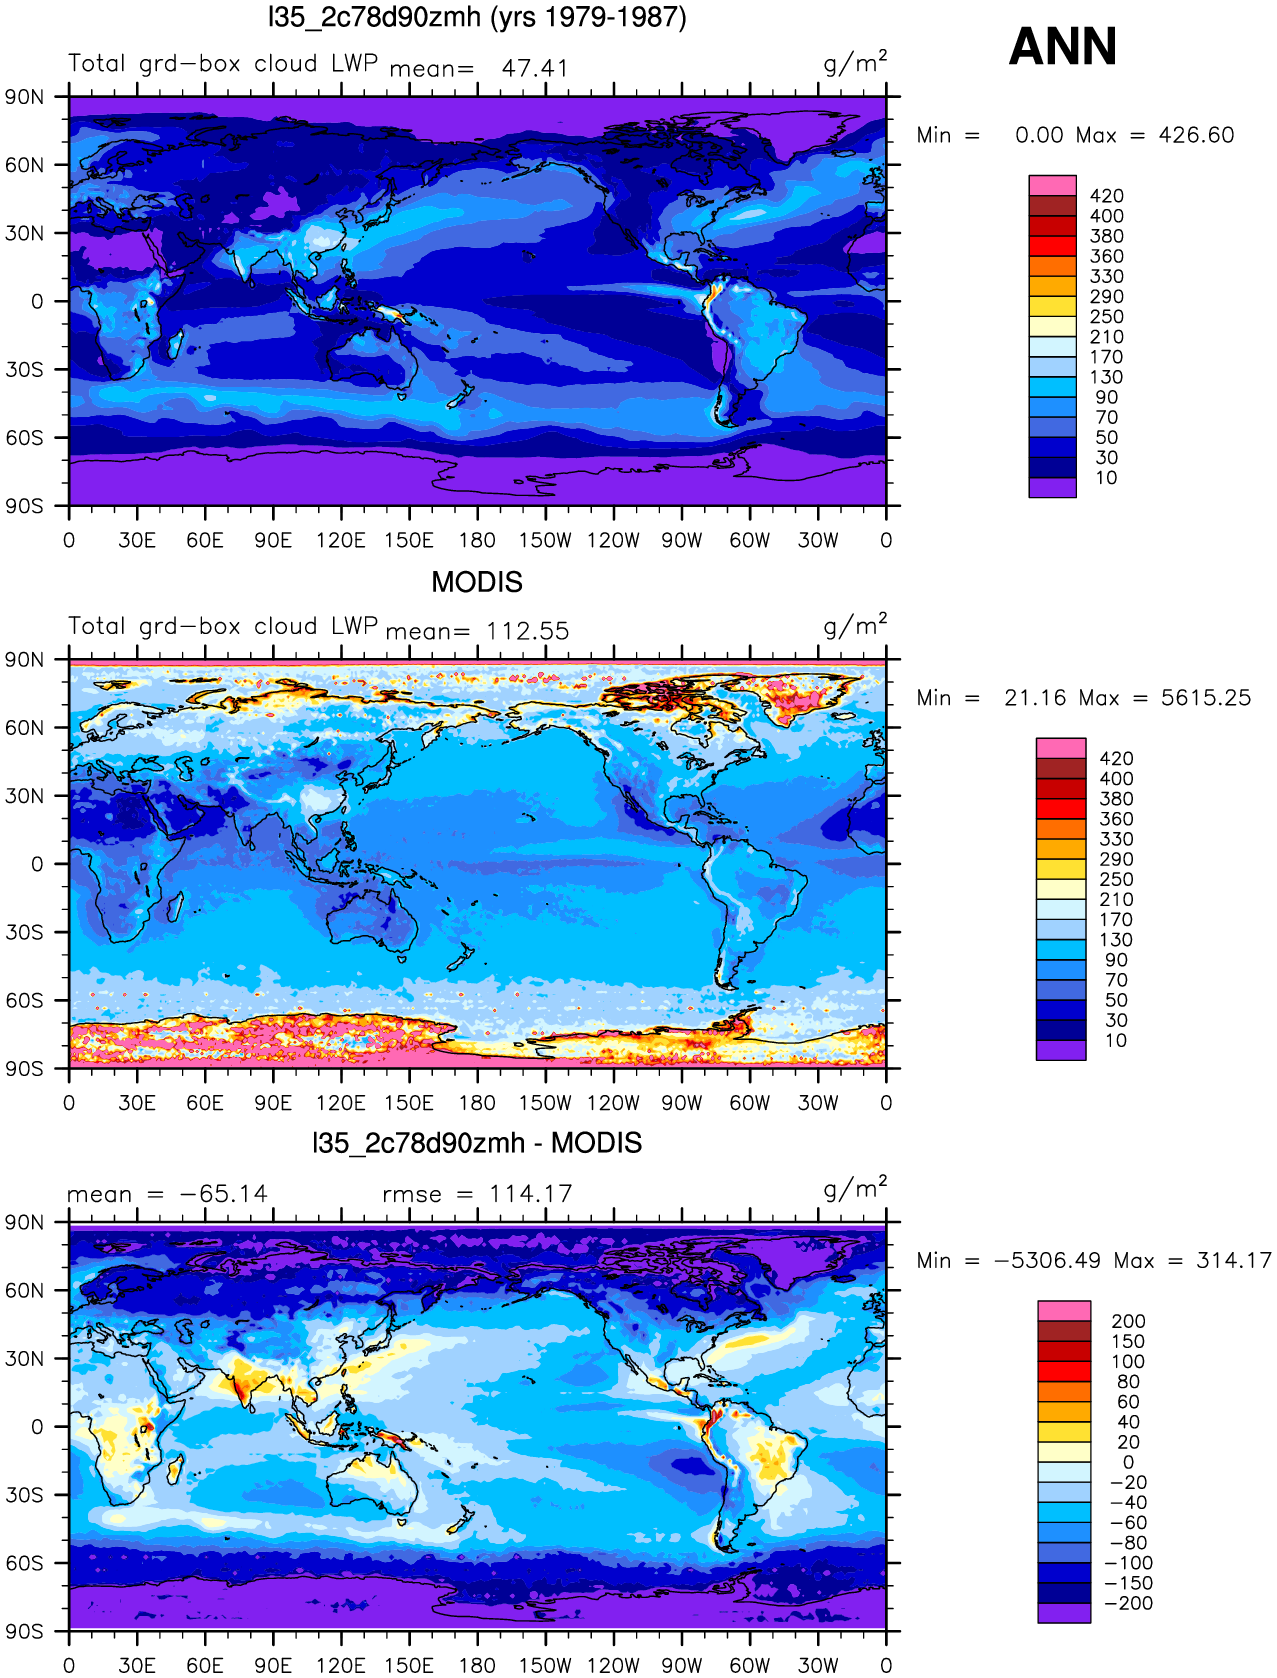 l35_2c78d90zmh (yrs 1979-1987)
ANN
Total grd-box cloud LWP mean= 47.41 g/m2
Min = 0.00 Max = 426.60
90N
60N
30N
0
30S
60S
90S
0 30E 60E 90E 120E 150E 180 150W 120W 90W 60W 30W 0
420
400
380
360
330
290
250
210
170
130
90
70
50
30
10
MODIS
Total grd-box cloud LWP mean= 112.55 g/m2
Min = 21.16 Max = 5615.25
90N
60N
30N
0
30S
60S
90S
0 30E 60E 90E 120E 150E 180 150W 120W 90W 60W 30W 0
420
400
380
360
330
290
250
210
170
130
90
70
50
30
10
l35_2c78d90zmh - MODIS
mean = -65.14 rmse = 114.17 g/m2
Min = -5306.49 Max = 314.17
90N
60N
30N
0
30S
60S
90S
0 30E 60E 90E 120E 150E 180 150W 120W 90W 60W 30W 0
200
150
100
80
60
40
20
0
-20
-40
-60
-80
-100
-150
-200